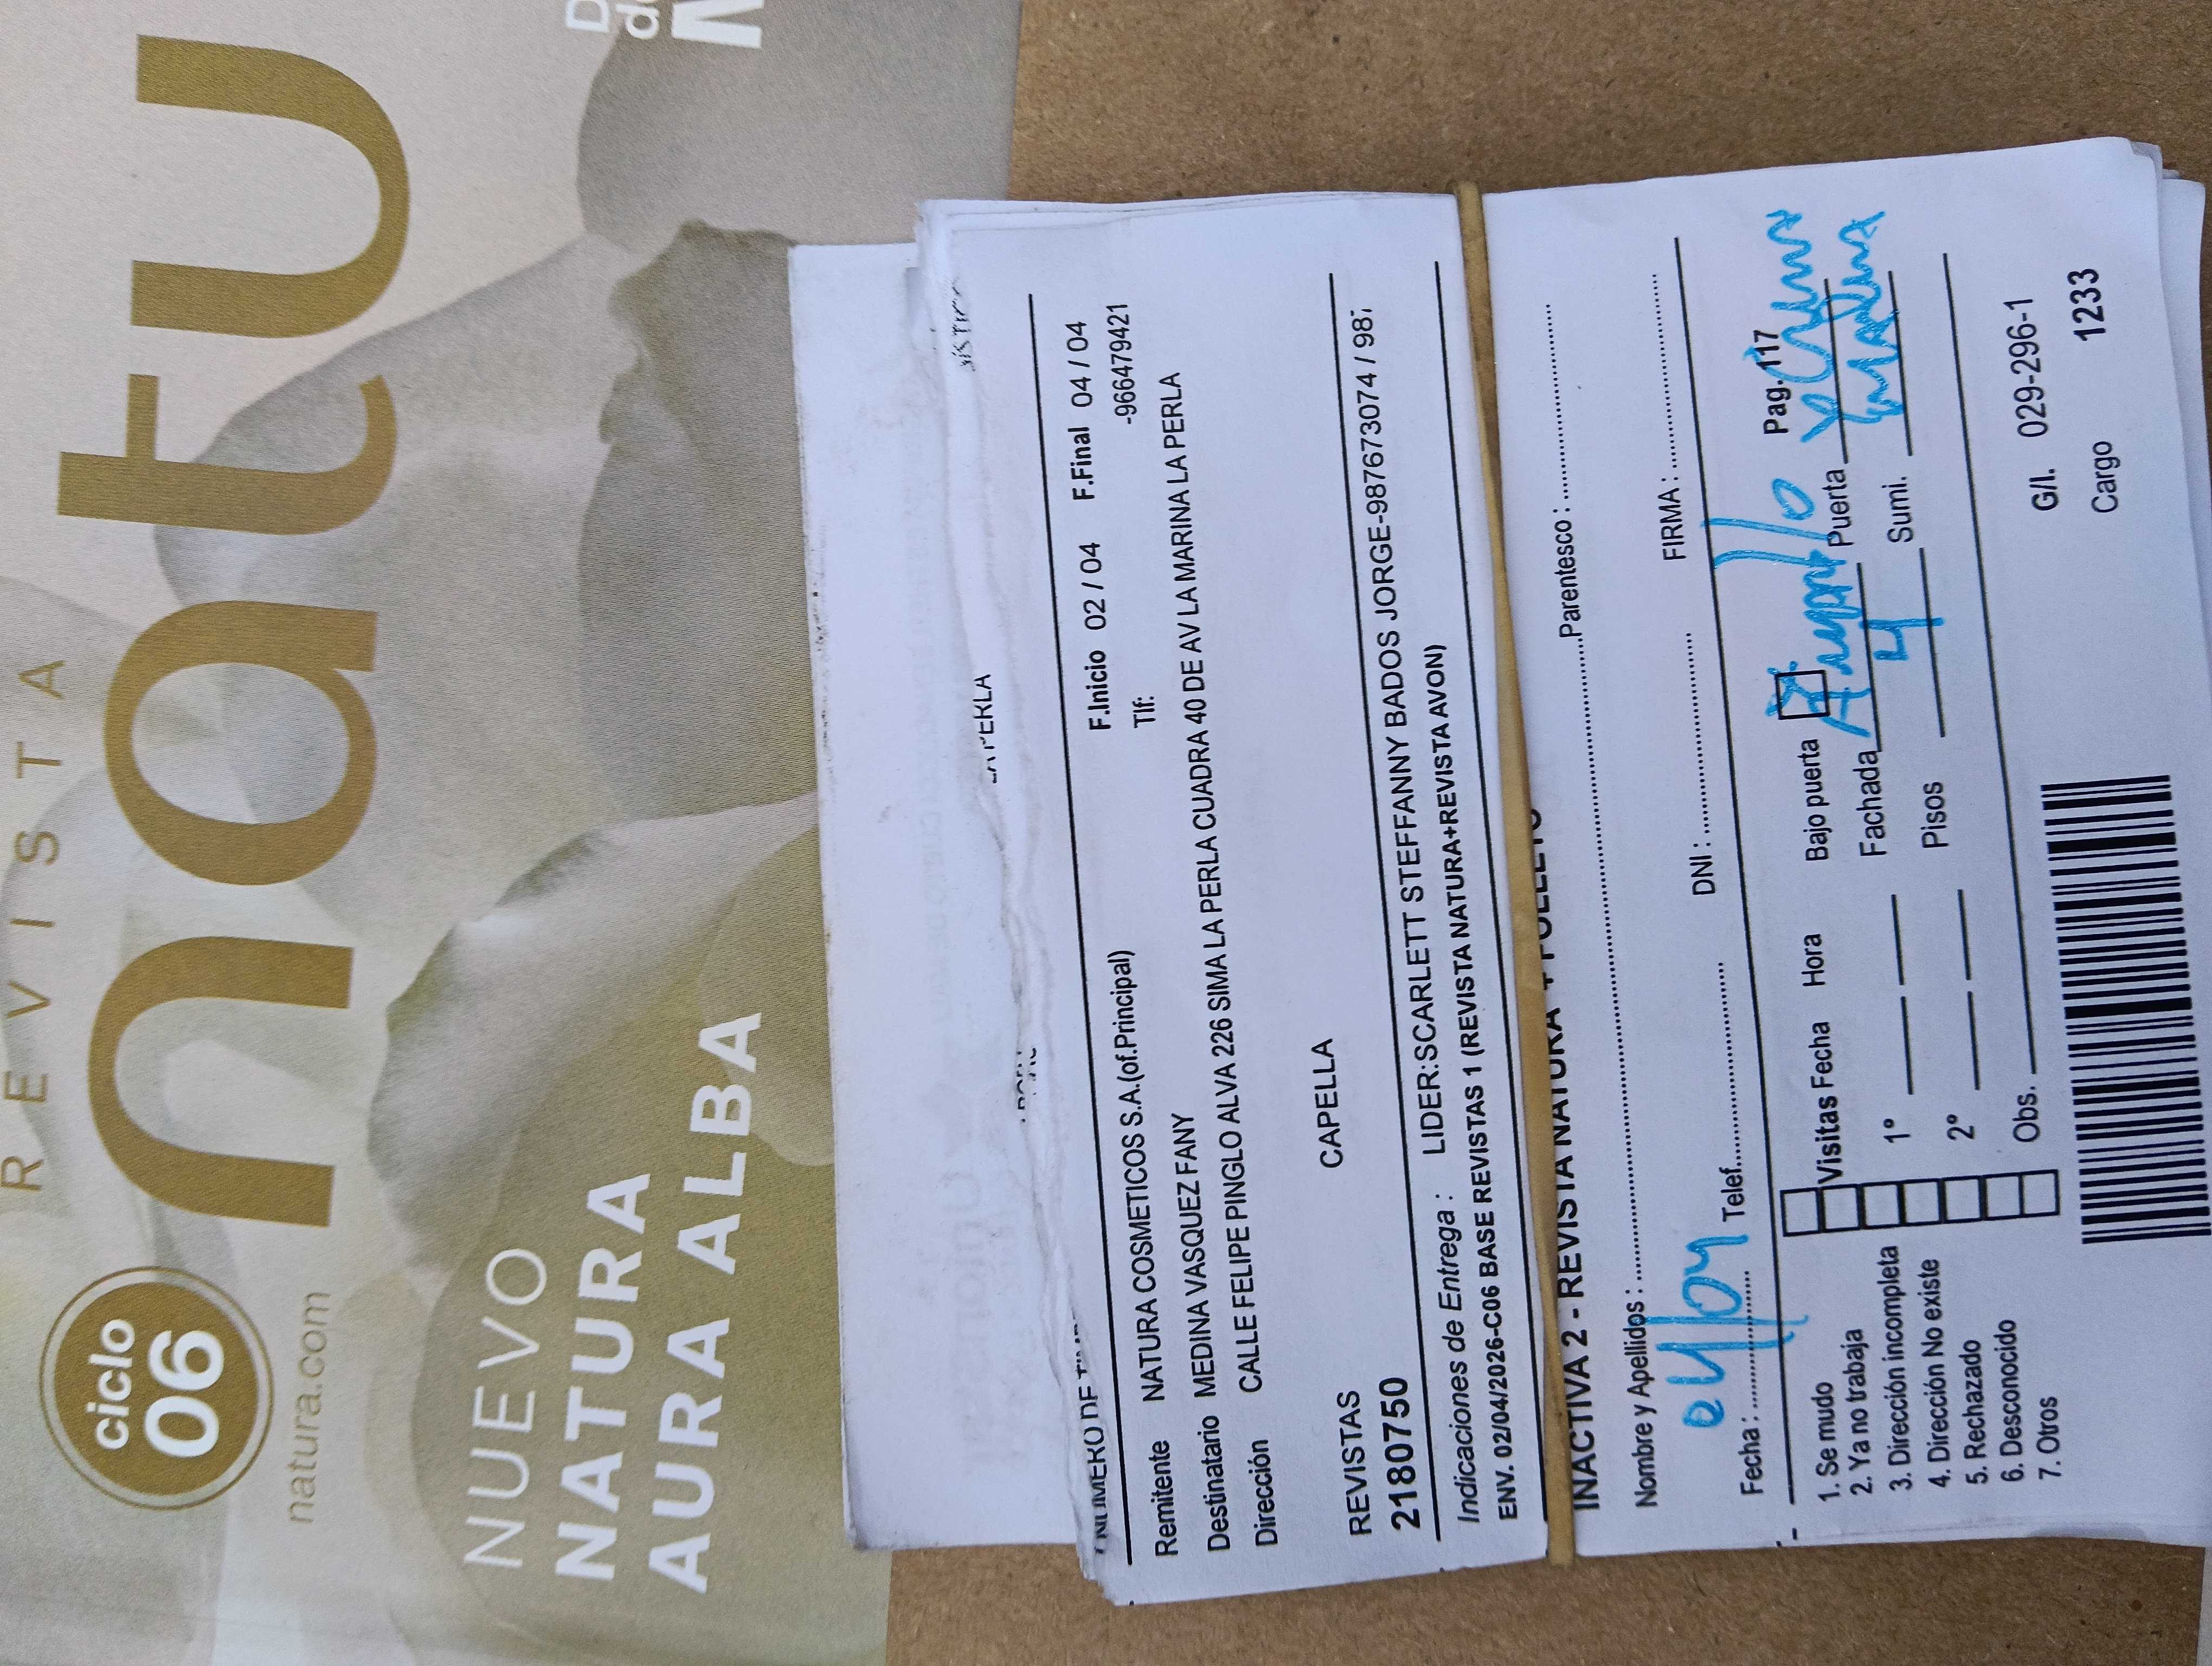 REVISTA
natu
ciclo
06
natura.com
NUEVO
NATURA
AURA ALBA
LA PERLA
F.Inicio 02 / 04 F.Final 04 / 04
Remitente NATURA COSMETICOS S.A.(of.Principal) Tlf: -966479421
Destinatario MEDINA VASQUEZ FANY
Dirección CALLE FELIPE PINGLO ALVA 226 SIMA LA PERLA CUADRA 40 DE AV LA MARINA LA PERLA
CAPELLA
REVISTAS
2180750
Indicaciones de Entrega : LIDER:SCARLETT STEFFANNY BADOS JORGE-987673074 / 987
ENV. 02/04/2026-C06 BASE REVISTAS 1 (REVISTA NATURA+REVISTA AVON)
INACTIVA 2 - REVISTA NATURA
Nombre y Apellidos : Parentesco :
Fecha : Telef. DNI : FIRMA :
Pag.117
1. Se mudo
2. Ya no trabaja
3. Dirección incompleta
4. Dirección No existe
5. Rechazado
6. Desconocido
7. Otros
Visitas Fecha Hora Bajo puerta
1º Fachada Amarillo Puerta
2º Pisos 4 Sumi.
Obs.
G/I. 029-296-1
Cargo 1233